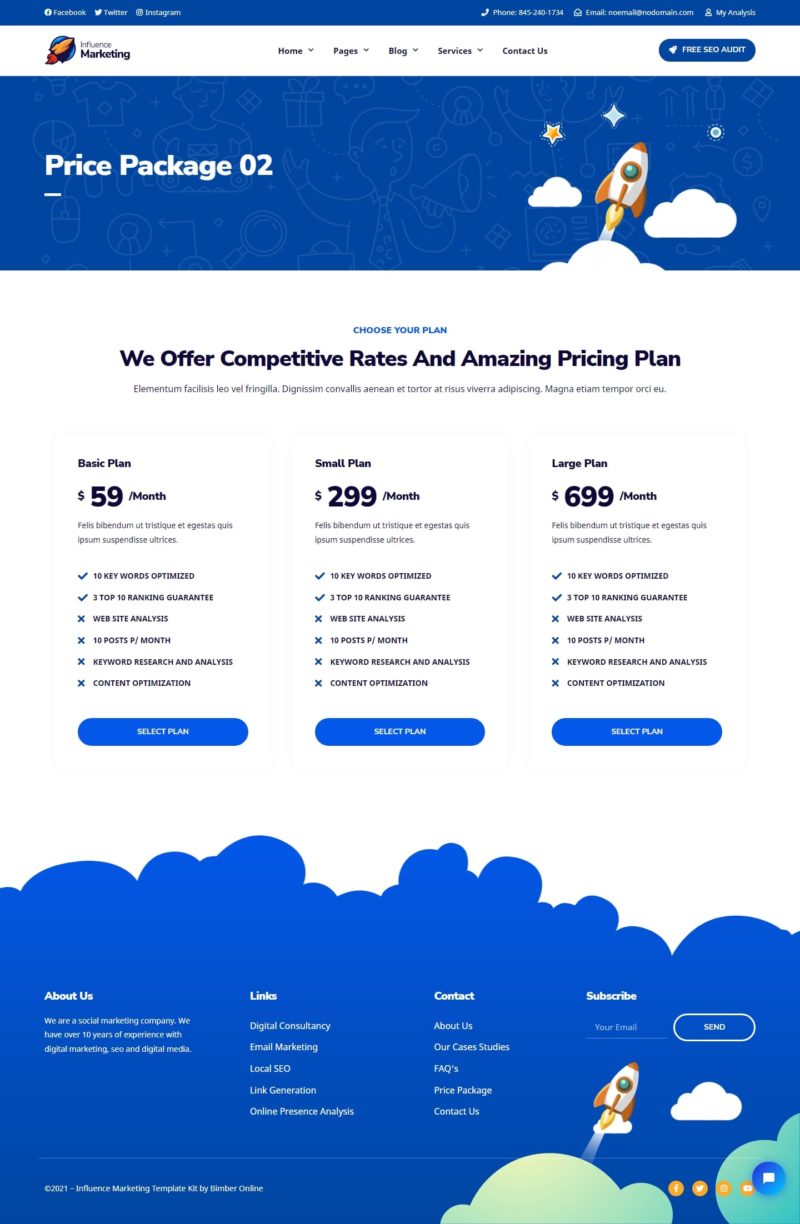 Facebook Twitter Instagram Phone: 845-240-1734 Email: noemail@nodomain.com My Analysis
Influence
Marketing
Home Pages Blog Services Contact Us FREE SEO AUDIT
Price Package 02
CHOOSE YOUR PLAN
We Offer Competitive Rates And Amazing Pricing Plan
Elementum facilisis leo vel fringilla. Dignissim convallis aenean et tortor at risus viverra adipiscing. Magna etiam tempor orci eu.
Basic Plan
$ 59 /Month
Felis bibendum ut tristique et egestas quis
ipsum suspendisse ultrices.
10 KEY WORDS OPTIMIZED
3 TOP 10 RANKING GUARANTEE
WEB SITE ANALYSIS
10 POSTS P/ MONTH
KEYWORD RESEARCH AND ANALYSIS
CONTENT OPTIMIZATION
SELECT PLAN
Small Plan
$ 299 /Month
Felis bibendum ut tristique et egestas quis
ipsum suspendisse ultrices.
10 KEY WORDS OPTIMIZED
3 TOP 10 RANKING GUARANTEE
WEB SITE ANALYSIS
10 POSTS P/ MONTH
KEYWORD RESEARCH AND ANALYSIS
CONTENT OPTIMIZATION
SELECT PLAN
Large Plan
$ 699 /Month
Felis bibendum ut tristique et egestas quis
ipsum suspendisse ultrices.
10 KEY WORDS OPTIMIZED
3 TOP 10 RANKING GUARANTEE
WEB SITE ANALYSIS
10 POSTS P/ MONTH
KEYWORD RESEARCH AND ANALYSIS
CONTENT OPTIMIZATION
SELECT PLAN
About Us
We are a social marketing company. We
have over 10 years of experience with
digital marketing, seo and digital media.
Links
Digital Consultancy
Email Marketing
Local SEO
Link Generation
Online Presence Analysis
Contact
About Us
Our Cases Studies
FAQ's
Price Package
Contact Us
Subscribe
Your Email SEND
©2021 – Influence Marketing Template Kit by Bimber Online